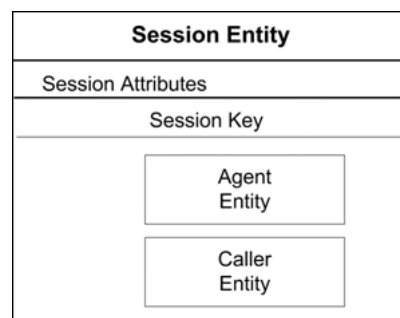 Session Entity
Session Attributes
Session Key
Agent
Entity
Caller
Entity